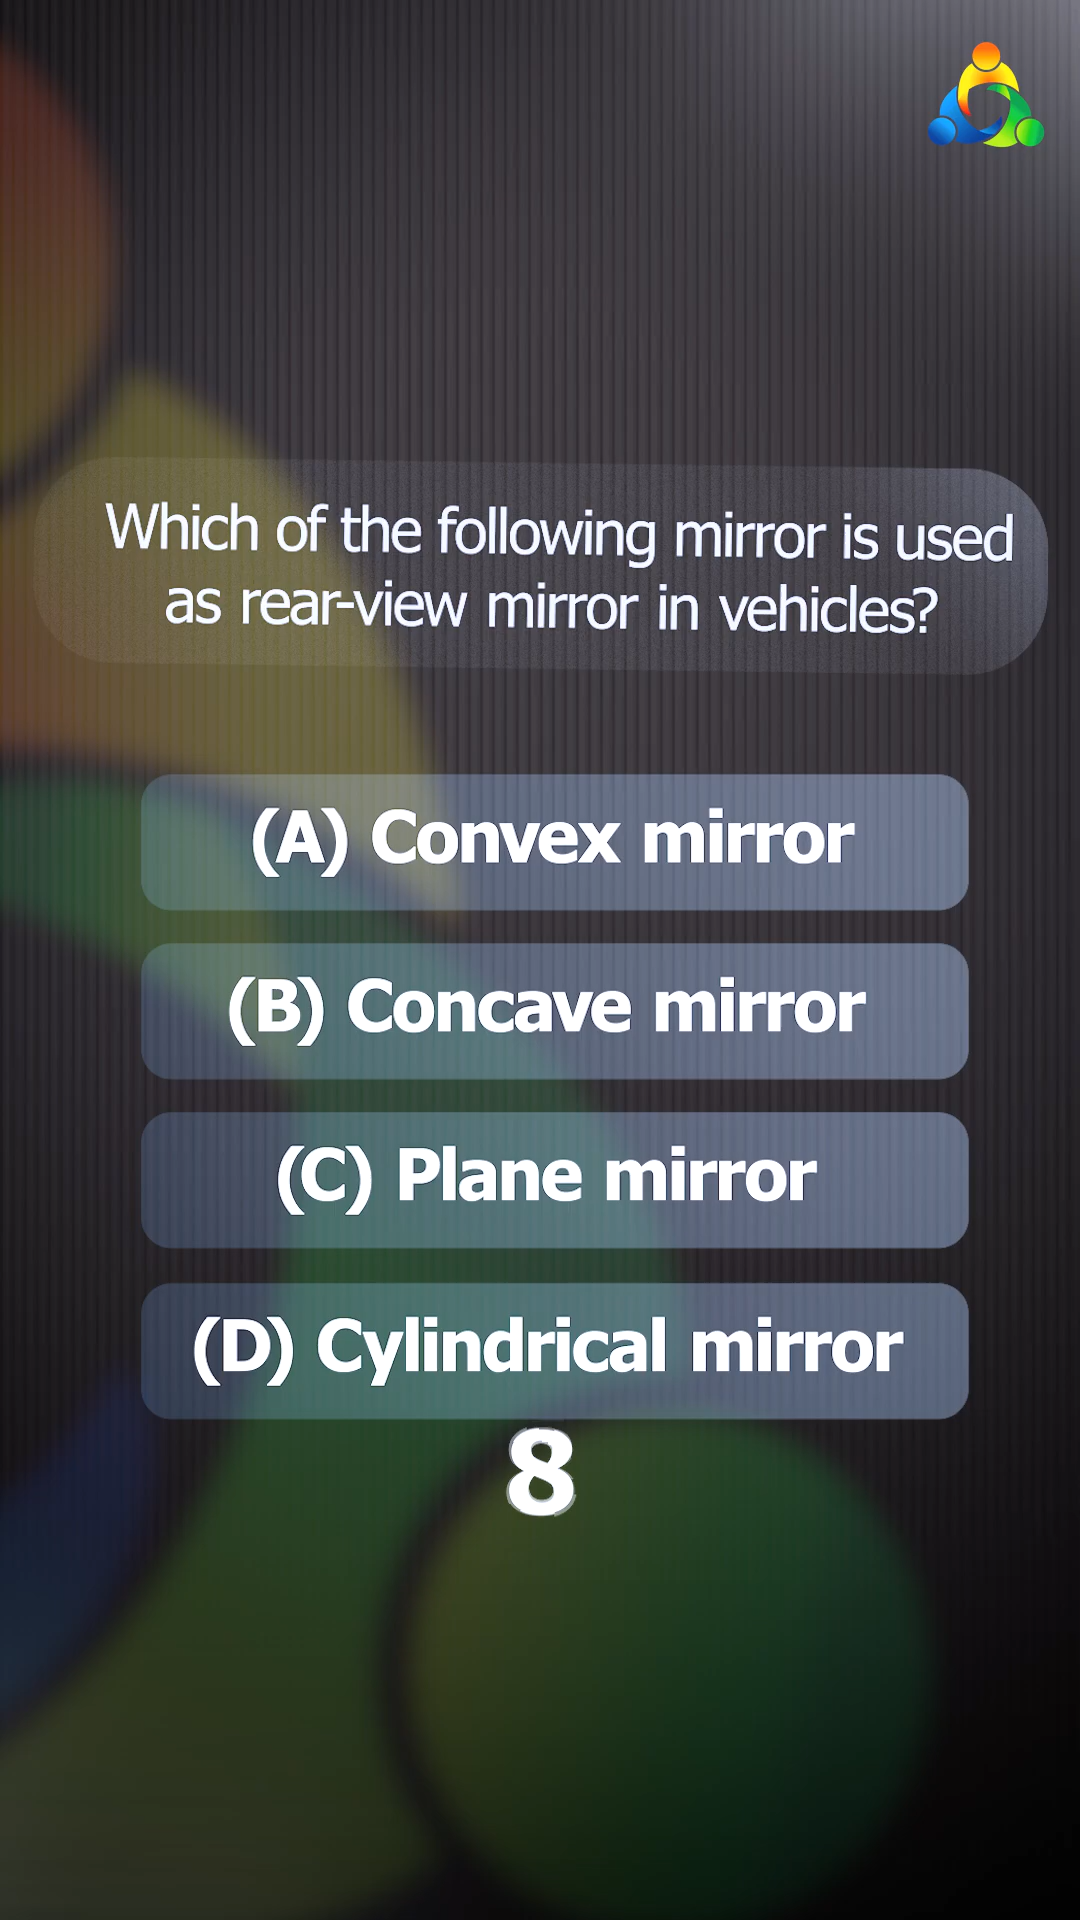 Which of the following mirror is used
as rear-view mirror in vehicles?
(A) Convex mirror
(B) Concave mirror
(C) Plane mirror
(D) Cylindrical mirror
8